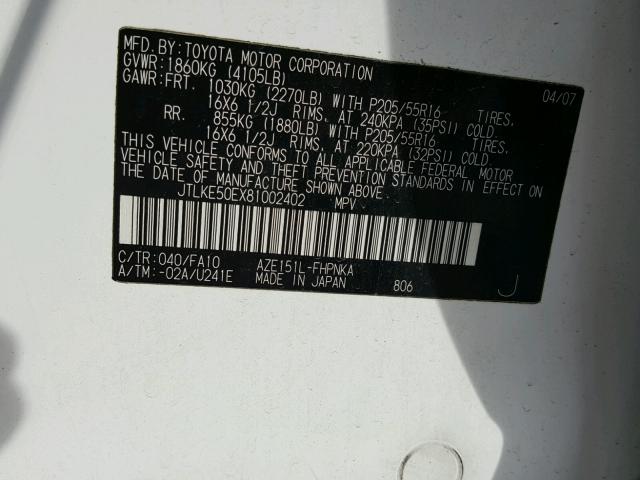 MFD. BY: TOYOTA MOTOR CORPORATION 04/07
GVWR: 1860KG (4105LB)
GAWR: FRT. 1030KG (2270LB) WITH P205/55R16 TIRES,
16X6 1/2J RIMS, AT 240KPA (35PSI) COLD.
RR. 855KG (1880LB) WITH P205/55R16 TIRES,
16X6 1/2J RIMS, AT 220KPA (32PSI) COLD.
THIS VEHICLE CONFORMS TO ALL APPLICABLE FEDERAL MOTOR
VEHICLE SAFETY AND THEFT PREVENTION STANDARDS IN EFFECT ON
THE DATE OF MANUFACTURE SHOWN ABOVE.
JTLKE50EX81002402 MPV
C/TR: 040/FA10 AZE151L-FHPNKA
A/TM: -02A/U241E MADE IN JAPAN 806 J